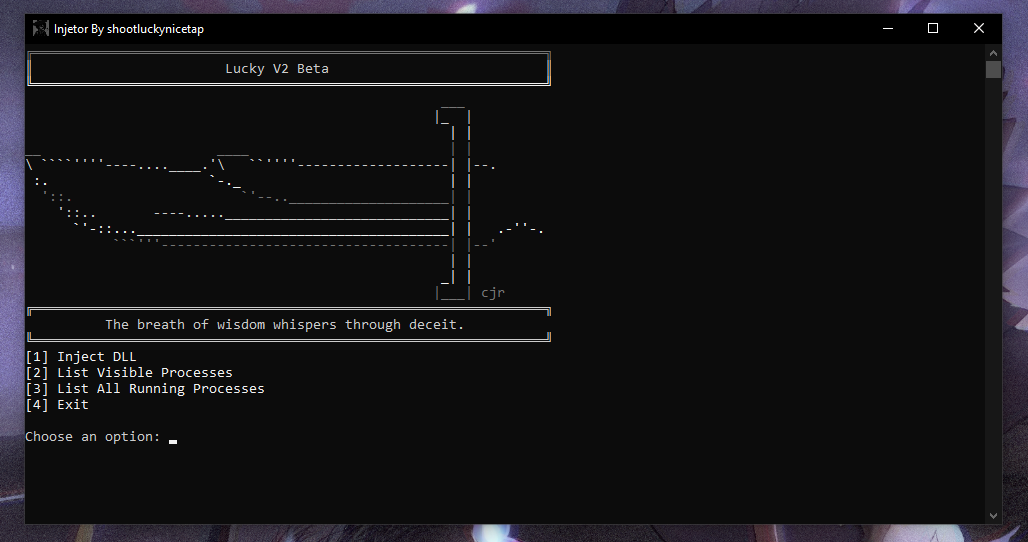 Injetor By shootluckynicetap
Lucky V2 Beta
cjr
The breath of wisdom whispers through deceit.
[1] Inject DLL
[2] List Visible Processes
[3] List All Running Processes
[4] Exit
Choose an option: